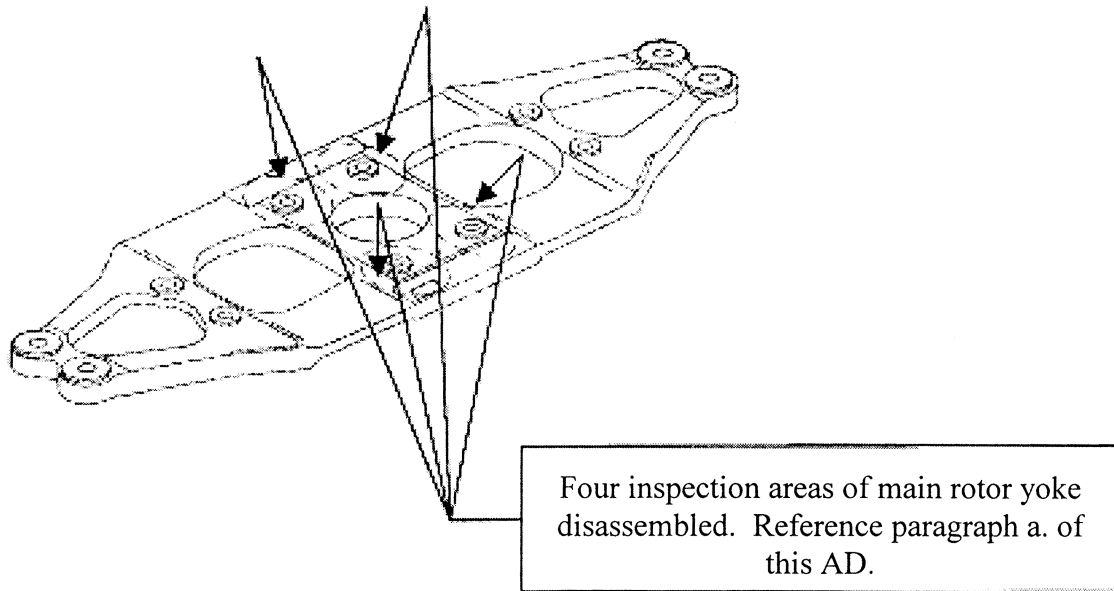 Four inspection areas of main rotor yoke
disassembled.  Reference paragraph a. of
this AD.